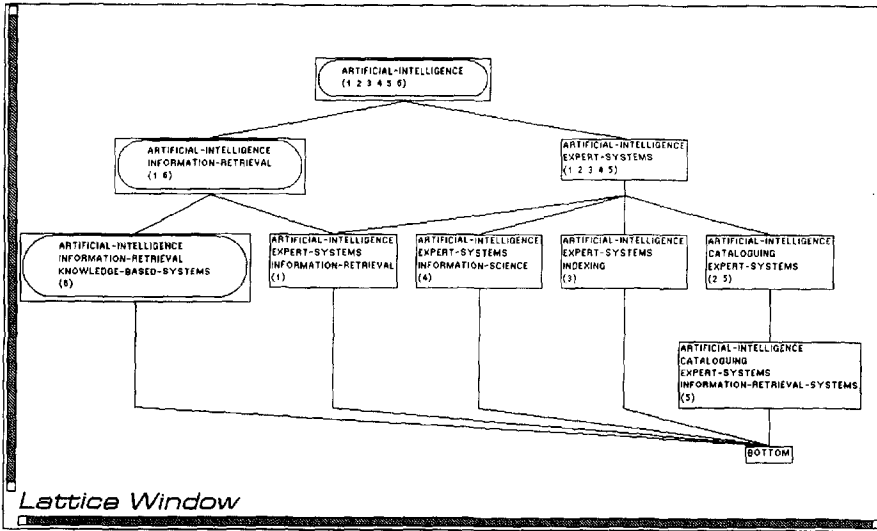 ARTIFICIAL-INTELLIGENCE
(1 2 3 4 5 6)
ARTIFICIAL-INTELLIGENCE
INFORMATION-RETRIEVAL
(1 6)
ARTIFICIAL-INTELLIGENCE
EXPERT-SYSTEMS
(1 2 3 4 5)
ARTIFICIAL-INTELLIGENCE
INFORMATION-RETRIEVAL
KNOWLEDGE-BASED-SYSTEMS
(6)
ARTIFICIAL-INTELLIGENCE
EXPERT-SYSTEMS
INFORMATION-RETRIEVAL
(1)
ARTIFICIAL-INTELLIGENCE
EXPERT-SYSTEMS
INFORMATION-SCIENCE
(4)
ARTIFICIAL-INTELLIGENCE
EXPERT-SYSTEMS
INDEXING
(3)
ARTIFICIAL-INTELLIGENCE
CATALOGUING
EXPERT-SYSTEMS
(2 5)
ARTIFICIAL-INTELLIGENCE
CATALOGUING
EXPERT-SYSTEMS
INFORMATION-RETRIEVAL-SYSTEMS
(5)
BOTTOM
Lattice Window